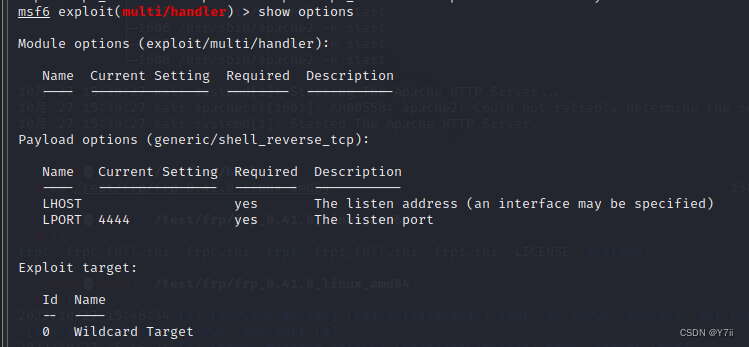 msf6 exploit(multi/handler) > show options
Module options (exploit/multi/handler):
Name Current Setting Required Description
---- --------------- -------- -----------
Payload options (generic/shell_reverse_tcp):
Name Current Setting Required Description
---- --------------- -------- -----------
LHOST yes The listen address (an interface may be specified)
LPORT 4444 yes The listen port
Exploit target:
Id Name
-- ----
0 Wildcard Target
CSDN @Y7ii